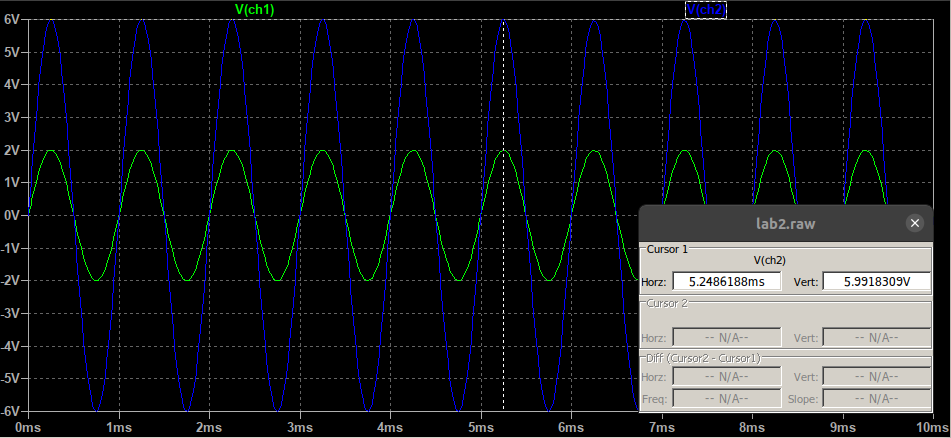 V(ch1) V(ch2)
6V
5V
4V
3V
2V
1V
0V
-1V
-2V
-3V
-4V
-5V
-6V
0ms 1ms 2ms 3ms 4ms 5ms 6ms 7ms 8ms 9ms 10ms
lab2.raw
Cursor 1
V(ch2)
Horz: 5.2486188ms Vert: 5.9918309V
Cursor 2
Horz: -- N/A-- Vert: -- N/A--
Diff (Cursor2 - Cursor1)
Horz: -- N/A-- Vert: -- N/A--
Freq: -- N/A-- Slope: -- N/A--